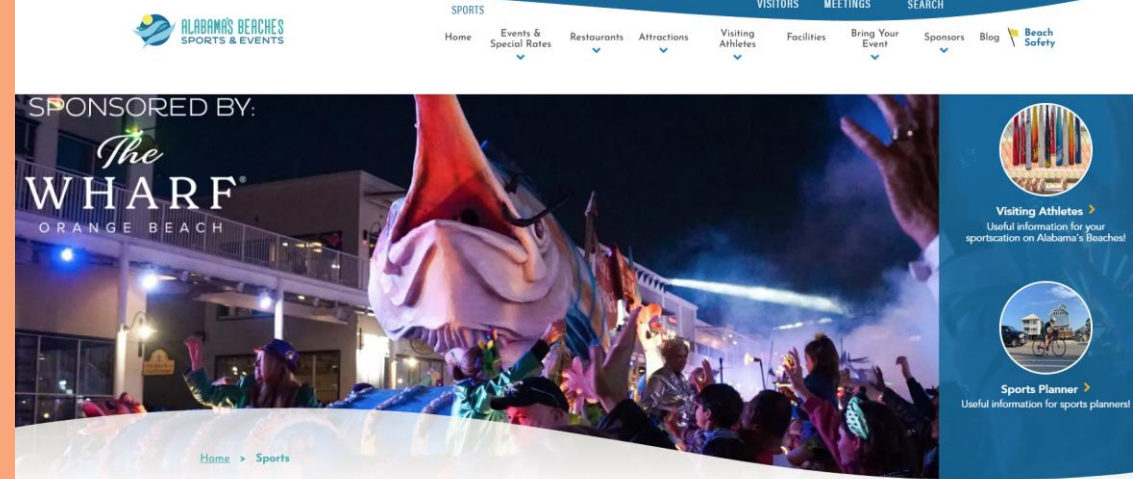 SPORTS
VISITORS MEETINGS SEARCH
ALABAMA'S BEACHES
SPORTS & EVENTS
Home
Events &
Special Rates
Restaurants
Attractions
Visiting
Athletes
Facilities
Bring Your
Event
Sponsors
Blog
Beach
Safety
SPONSORED BY:
The
WHARF®
ORANGE BEACH
Visiting Athletes >
Useful information for your
sportscation on Alabama's Beaches!
Sports Planner >
Useful information for sports planners!
Home > Sports